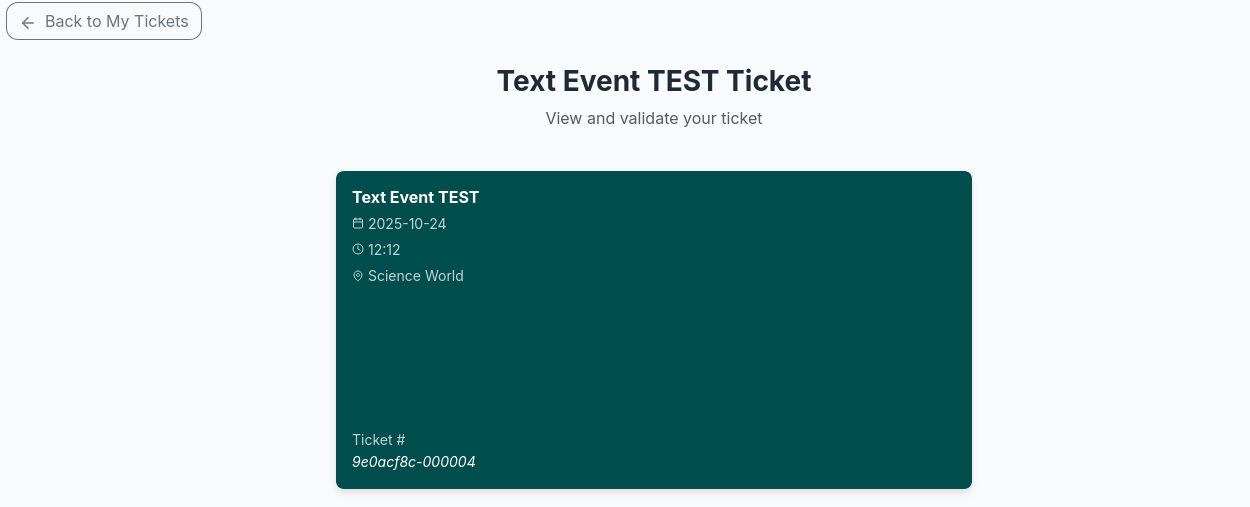 Back to My Tickets
Text Event TEST Ticket
View and validate your ticket
Text Event TEST
2025-10-24
12:12
Science World
Ticket #
9e0acf8c-000004